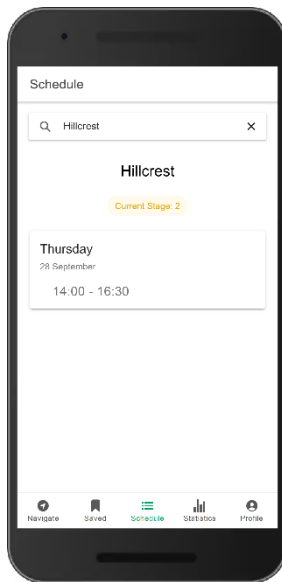 Schedule
Hillcrest
Hillcrest
Current Stage: 2
Thursday
28 September
14:00 - 16:30
Navigate Saved Schedule Statistics Profile